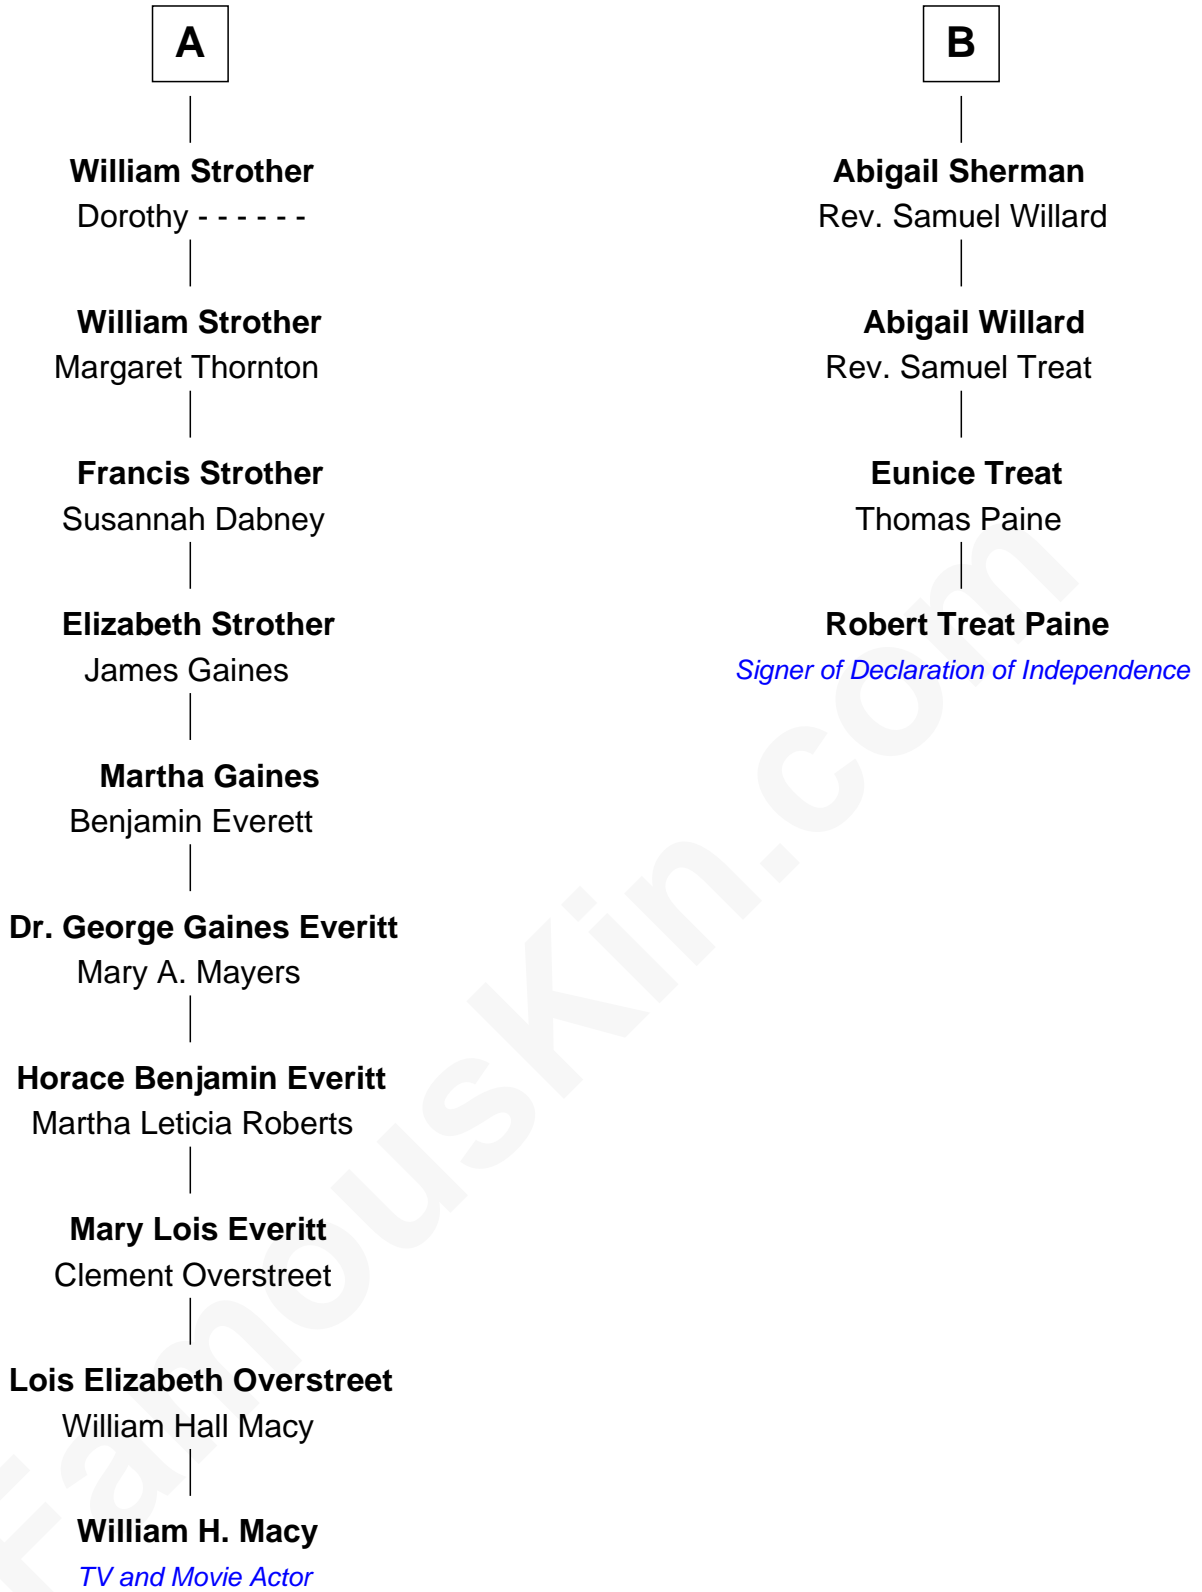 A
William Strother
Dorothy - - - - - -
William Strother
Margaret Thornton
Francis Strother
Susannah Dabney
Elizabeth Strother
James Gaines
Martha Gaines
Benjamin Everett
Dr. George Gaines Everitt
Mary A. Mayers
Horace Benjamin Everitt
Martha Leticia Roberts
Mary Lois Everitt
Clement Overstreet
Lois Elizabeth Overstreet
William Hall Macy
William H. Macy
TV and Movie Actor
B
Abigail Sherman
Rev. Samuel Willard
Abigail Willard
Rev. Samuel Treat
Eunice Treat
Thomas Paine
Robert Treat Paine
Signer of Declaration of Independence
FamousKin.com